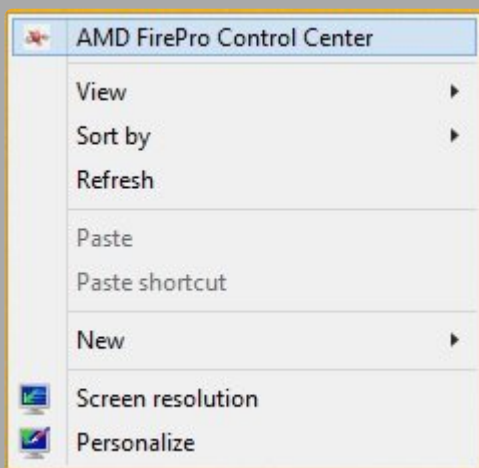 AMD FirePro Control Center
View
Sort by
Refresh
Paste
Paste shortcut
New
Screen resolution
Personalize